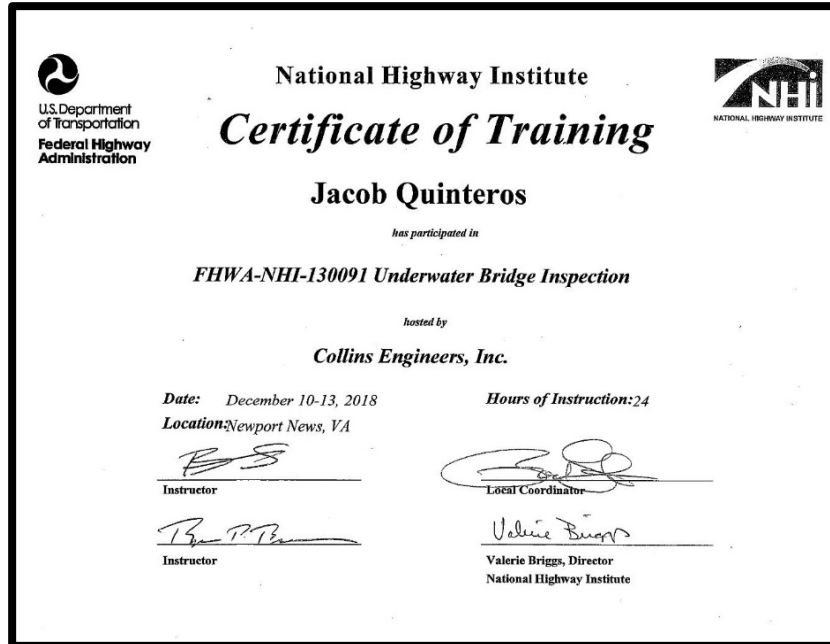 U.S. Department
of Transportation
Federal Highway
Administration
National Highway Institute
Certificate of Training
NHI
NATIONAL HIGHWAY INSTITUTE
Jacob Quinteros
has participated in
FHWA-NHI-130091 Underwater Bridge Inspection
hosted by
Collins Engineers, Inc.
Date: December 10-13, 2018
Hours of Instruction:24
Location:Newport News, VA
Instructor
Local Coordinator
Instructor
Valerie Briggs
Valerie Briggs, Director
National Highway Institute